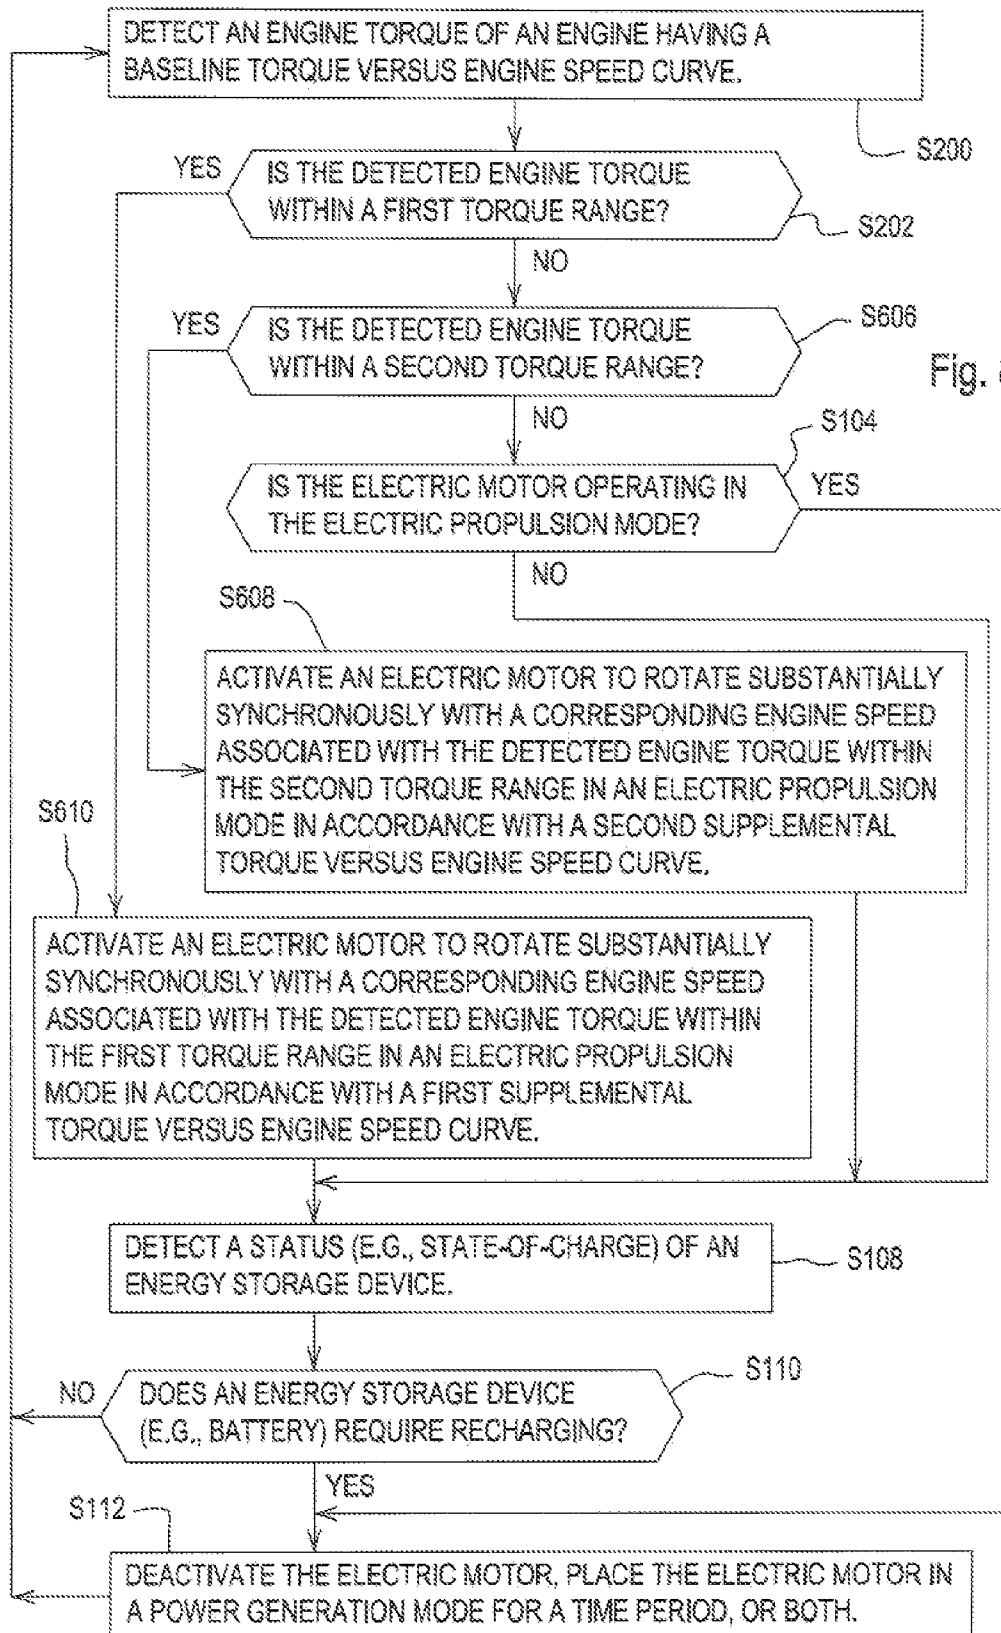 DETECT AN ENGINE TORQUE OF AN ENGINE HAVING A
BASELINE TORQUE VERSUS ENGINE SPEED CURVE.
S200
YES
IS THE DETECTED ENGINE TORQUE
WITHIN A FIRST TORQUE RANGE?
S202
NO
YES
IS THE DETECTED ENGINE TORQUE
WITHIN A SECOND TORQUE RANGE?
S606
Fig.
NO
S104
IS THE ELECTRIC MOTOR OPERATING IN
THE ELECTRIC PROPULSION MODE?
YES
NO
S608
ACTIVATE AN ELECTRIC MOTOR TO ROTATE SUBSTANTIALLY
SYNCHRONOUSLY WITH A CORRESPONDING ENGINE SPEED
ASSOCIATED WITH THE DETECTED ENGINE TORQUE WITHIN
THE SECOND TORQUE RANGE IN AN ELECTRIC PROPULSION
MODE IN ACCORDANCE WITH A SECOND SUPPLEMENTAL
TORQUE VERSUS ENGINE SPEED CURVE.
S610
ACTIVATE AN ELECTRIC MOTOR TO ROTATE SUBSTANTIALLY
SYNCHRONOUSLY WITH A CORRESPONDING ENGINE SPEED
ASSOCIATED WITH THE DETECTED ENGINE TORQUE WITHIN
THE FIRST TORQUE RANGE IN AN ELECTRIC PROPULSION
MODE IN ACCORDANCE WITH A FIRST SUPPLEMENTAL
TORQUE VERSUS ENGINE SPEED CURVE.
DETECT A STATUS (E.G., STATE-OF-CHARGE) OF AN
ENERGY STORAGE DEVICE.
S108
S110
NO
DOES AN ENERGY STORAGE DEVICE
(E.G., BATTERY) REQUIRE RECHARGING?
YES
S112
DEACTIVATE THE ELECTRIC MOTOR, PLACE THE ELECTRIC MOTOR IN
A POWER GENERATION MODE FOR A TIME PERIOD, OR BOTH.